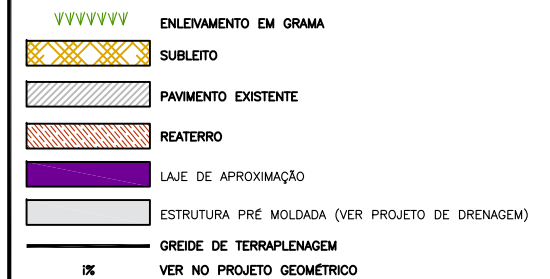 ENLEIVAMENTO EM GRAMA
SUBLEITO
PAVIMENTO EXISTENTE
REATERRO
LAJE DE APROXIMAÇÃO
ESTRUTURA PRÉ MOLDADA (VER PROJETO DE DRENAGEM)
GREIDE DE TERRAPLENAGEM
i% VER NO PROJETO GEOMÉTRICO